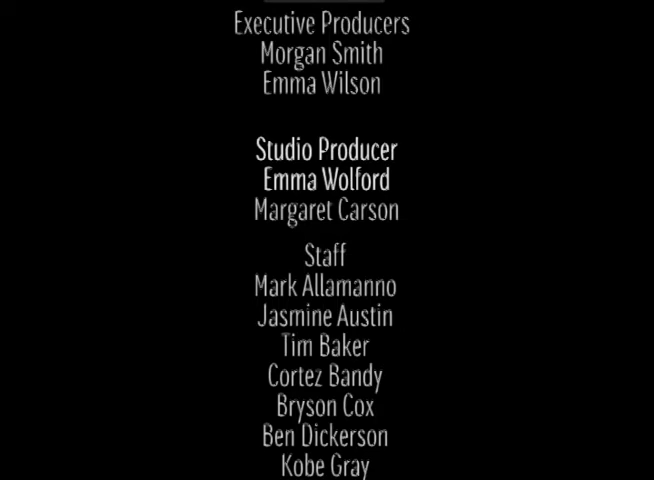 Executive Producers
Morgan Smith
Emma Wilson
Studio Producer
Emma Wolford
Margaret Carson
Staff
Mark Allamanno
Jasmine Austin
Tim Baker
Cortez Bandy
Bryson Cox
Ben Dickerson
Kobe Gray